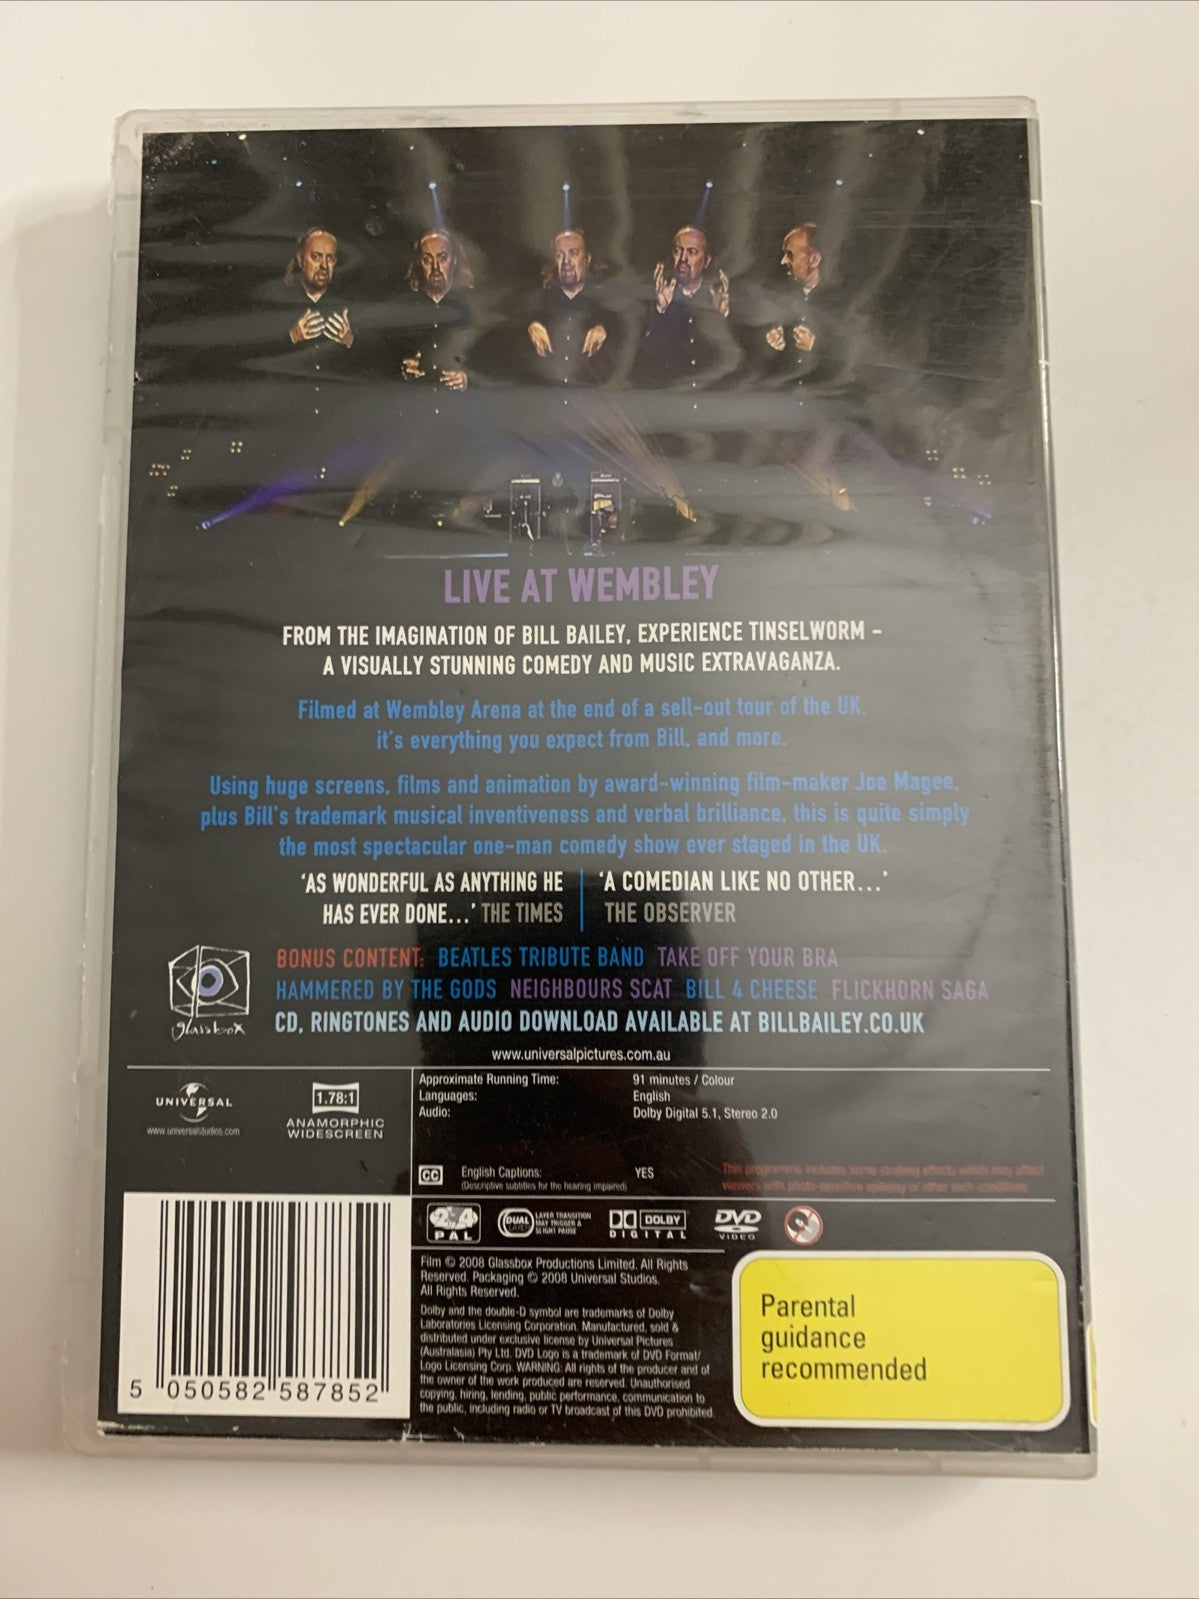 LIVE AT WEMBLEY
FROM THE IMAGINATION OF BILL BAILEY, EXPERIENCE TINSELWORM –
A VISUALLY STUNNING COMEDY AND MUSIC EXTRAVAGANZA.
Filmed at Wembley Arena at the end of a sell-out tour of the UK,
it's everything you expect from Bill, and more.
Using huge screens, films and animation by award-winning film-maker Joe Magee,
plus Bill's trademark musical inventiveness and verbal brilliance, this is quite simply
the most spectacular one-man comedy show ever staged in the UK.
'AS WONDERFUL AS ANYTHING HE
HAS EVER DONE...' THE TIMES
'A COMEDIAN LIKE NO OTHER...'
THE OBSERVER
glassbox
BONUS CONTENT: BEATLES TRIBUTE BAND TAKE OFF YOUR BRA
HAMMERED BY THE GODS NEIGHBOURS SCAT BILL 4 CHEESE FLICKHORN SAGA
CD, RINGTONES AND AUDIO DOWNLOAD AVAILABLE AT BILLBAILEY.CO.UK
www.universalpictures.com.au
UNIVERSAL
www.universalstudios.com
1.78:1
ANAMORPHIC
WIDESCREEN
Approximate Running Time: 91 minutes / Colour
Languages: English
Audio: Dolby Digital 5.1, Stereo 2.0
CC English Captions: YES
(Descriptive subtitles for the hearing impaired)
This programme includes some strobing effects which may affect
viewers with photo-sensitive epilepsy or other such conditions
2 4
PAL
DUAL
LAYER
LAYER TRANSITION
MAY TRIGGER A
SLIGHT PAUSE
DOLBY
DIGITAL
DVD
VIDEO
Film © 2008 Glassbox Productions Limited. All Rights
Reserved. Packaging © 2008 Universal Studios.
All Rights Reserved.
Dolby and the double-D symbol are trademarks of Dolby
Laboratories Licensing Corporation. Manufactured, sold &
distributed under exclusive license by Universal Pictures
(Australasia) Pty Ltd. DVD Logo is a trademark of DVD Format/
Logo Licensing Corp. WARNING: All rights of the producer and of
the owner of the work produced are reserved. Unauthorised
copying, hiring, lending, public performance, communication to
the public, including radio or TV broadcast of this DVD prohibited.
5 050582 587852
Parental
guidance
recommended